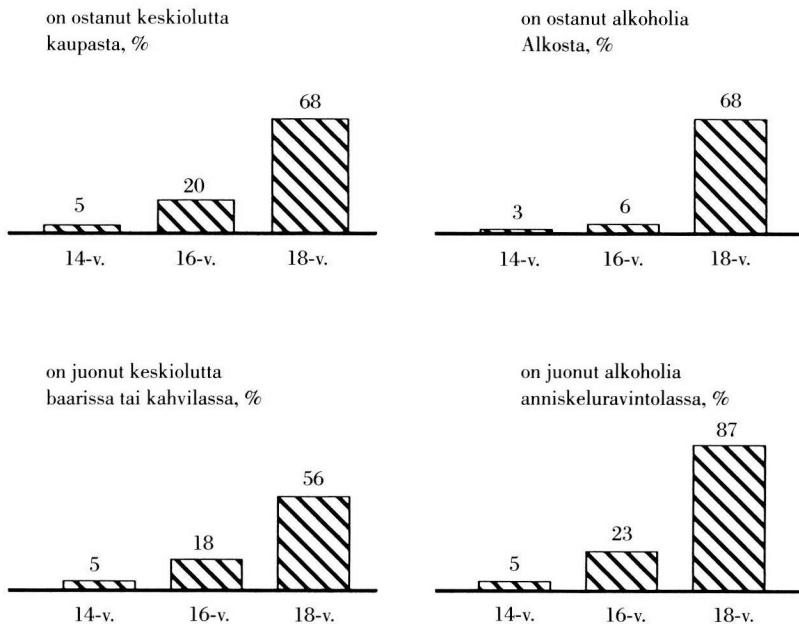 on ostanut keskiolutta
kaupasta, %
68
20
5
14-v. 16-v. 18-v.
on ostanut alkoholia
Alkosta, %
68
6
3
14-v. 16-v. 18-v.
on juonut keskiolutta
baarissa tai kahvilassa, %
56
18
5
14-v. 16-v. 18-v.
on juonut alkoholia
anniskeluravintolassa, %
87
23
5
14-v. 16-v. 18-v.